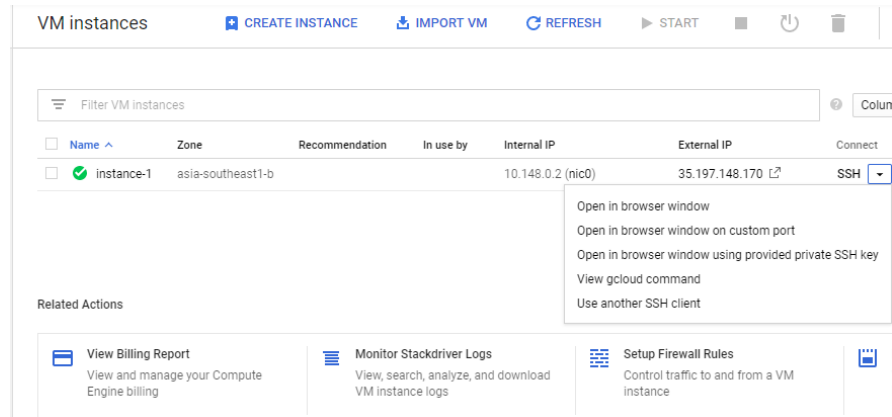 VM instances
CREATE INSTANCE
IMPORT VM
REFRESH
START
Filter VM instances
Name
Zone
Recommendation
In use by
Internal IP
External IP
Connect
instance-1
asia-southeast1-b
10.148.0.2 (nic0)
35.197.148.170
SSH
Open in browser window
Open in browser window on custom port
Open in browser window using provided private SSH key
View gcloud command
Use another SSH client
Related Actions
View Billing Report
View and manage your Compute
Engine billing
Monitor Stackdriver Logs
View, search, analyze, and download
VM instance logs
Setup Firewall Rules
Control traffic to and from a VM
instance